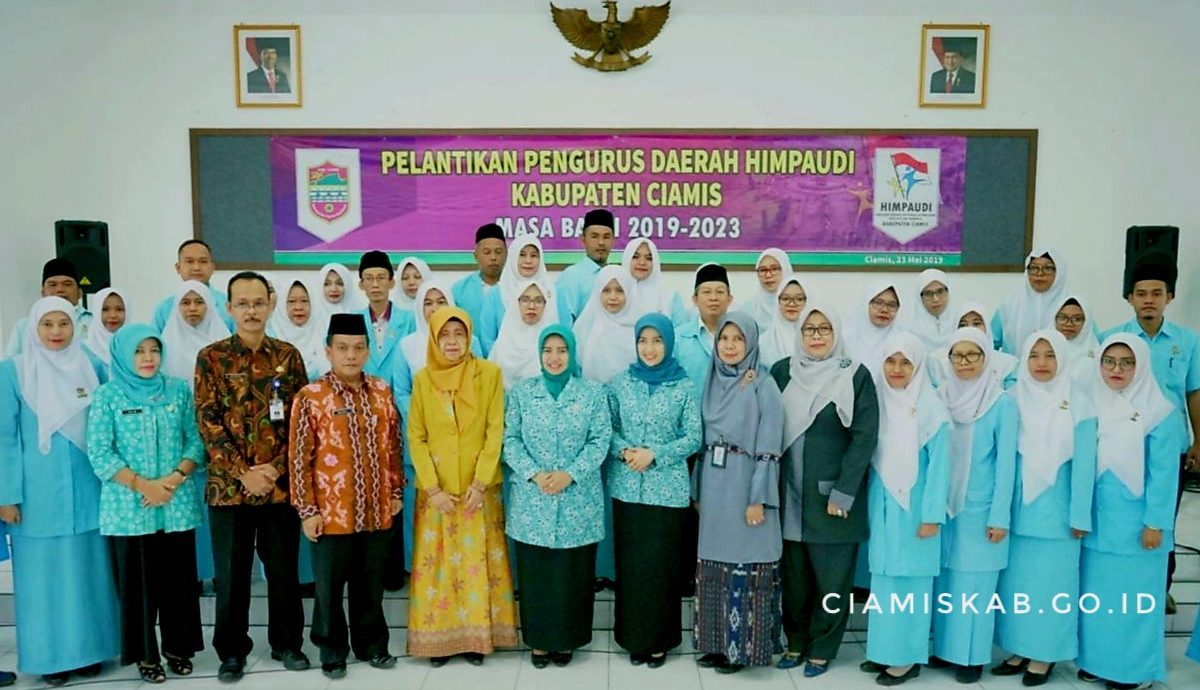 PELANTIKAN PENGURUS DAERAH HIMPAUDI
KABUPATEN CIAMIS
MASA BAKTI 2019-2023
HIMPAUDI
KABUPATEN CIAMIS
Ciamis, 23 Mei 2019
CIAMISKAB.GO.ID